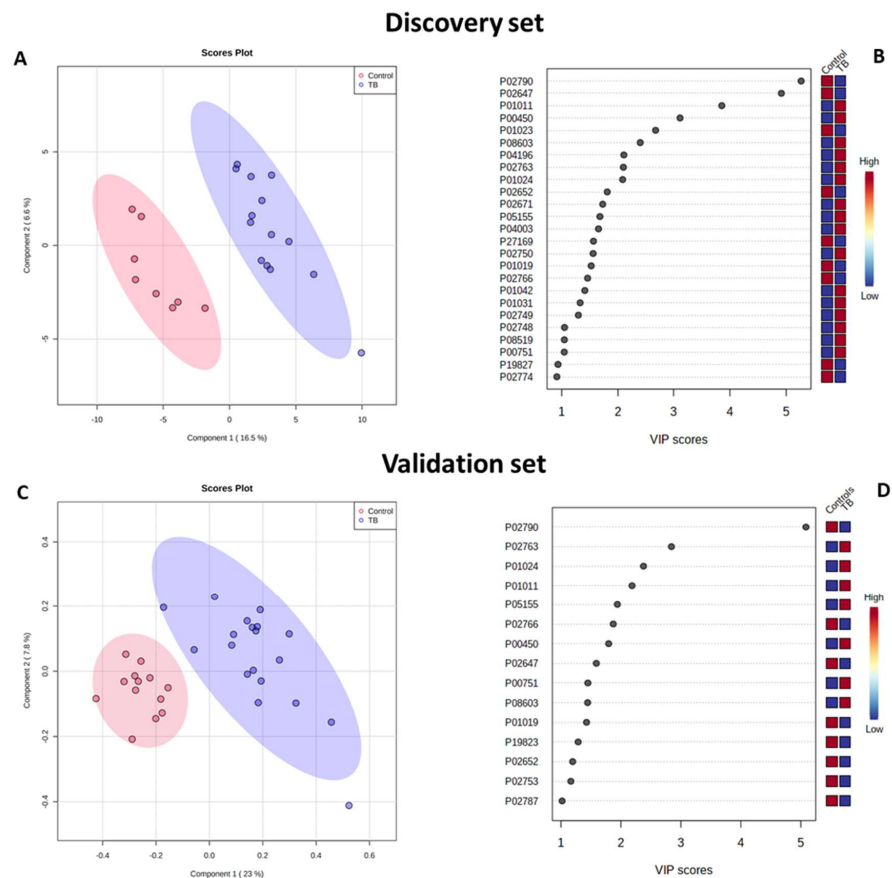 Discovery set
A
Scores Plot
Control
TB
Component 2 ( 6.6 %)
5
0
-5
-10
-5
0
5
10
Component 1 ( 16.5 %)
B
Control
TB
P02790
P02647
P01011
P00450
P01023
P08603
P04196
P02763
P01024
P02652
P02671
P05155
P04003
P27169
P02750
P01019
P02766
P01042
P01031
P02749
P02748
P08519
P00751
P19827
P02774
High
Low
1
2
3
4
5
VIP scores
Validation set
C
Scores Plot
Control
TB
Component 2 ( 7.8 %)
0.4
0.2
0.0
-0.2
-0.4
-0.4
-0.2
0.0
0.2
0.4
0.6
Component 1 ( 23 %)
D
Controls
TB
P02790
P02763
P01024
P01011
P05155
P02766
P00450
P02647
P00751
P08603
P01019
P19823
P02652
P02753
P02787
High
Low
1
2
3
4
5
VIP scores